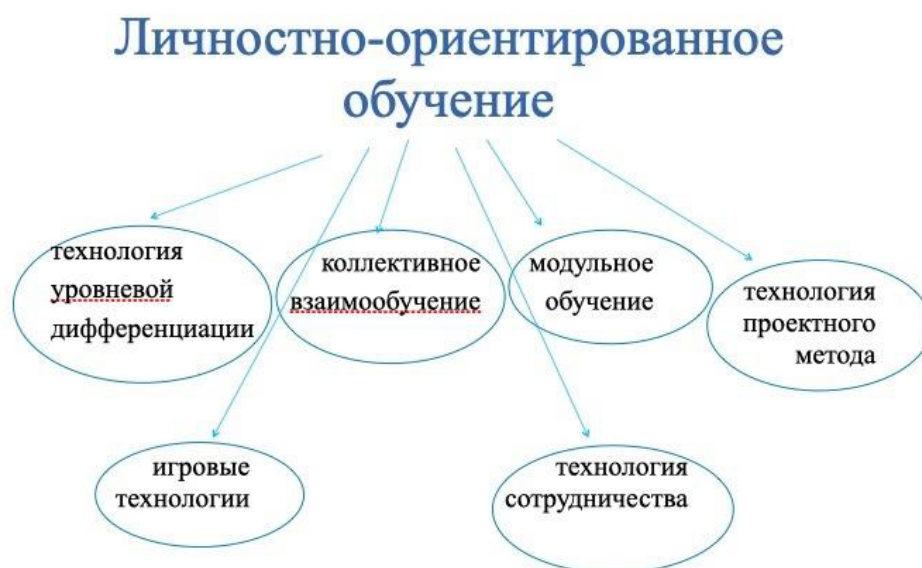 Личностно-ориентированное
обучение
технология
уровневой
дифференциации
коллективное
взаимообучение
модульное
обучение
технология
проектного
метода
игровые
технологии
технология
сотрудничества